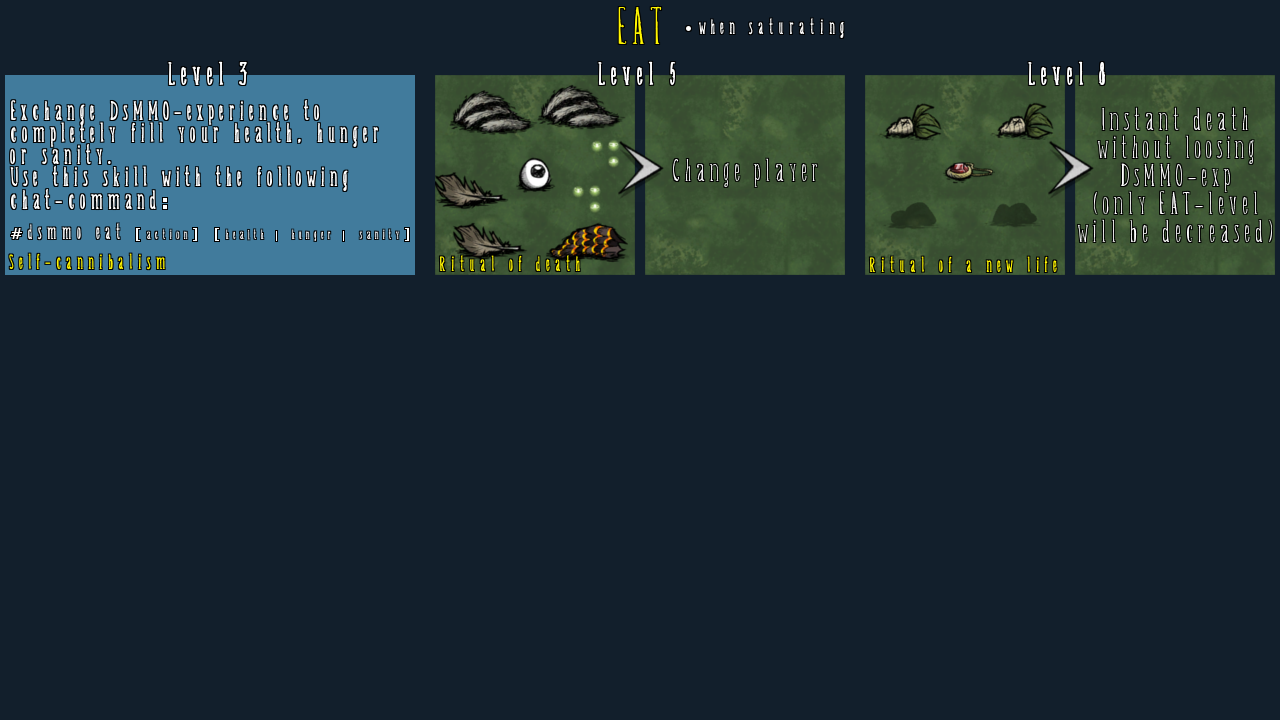 EAT
• when saturating
Level 3
Exchange DsMMO-experience to
completely fill your health, hunger
or sanity.
Use this skill with the following
chat-command:
#dsmmo eat [action] [health | hunger | sanity]
Self-cannibalism
Level 5
Change player
Ritual of death
Level 8
Instant death
without loosing
DsMMO-exp
(only EAT-level
will be decreased)
Ritual of a new life